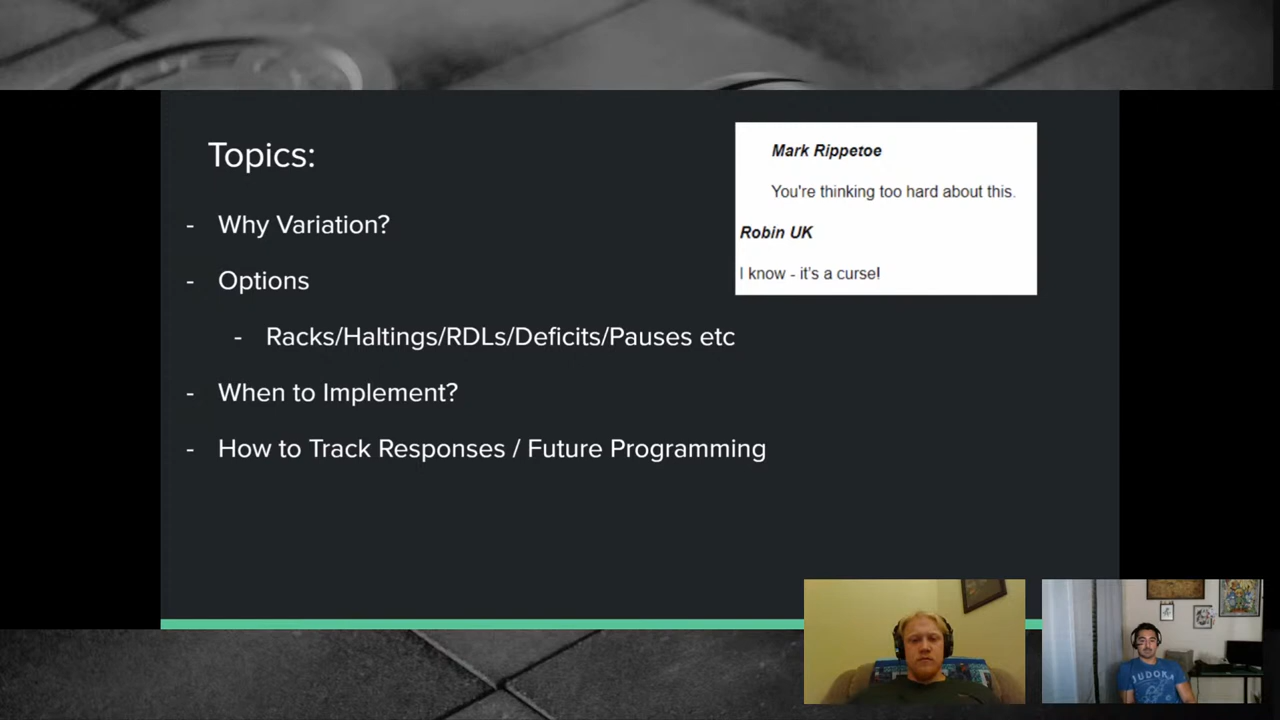 Topics:
- Why Variation?
- Options
- Racks/Haltings/RDLs/Deficits/Pauses etc
- When to Implement?
- How to Track Responses / Future Programming
Mark Rippetoe
You're thinking too hard about this.
Robin UK
I know - it's a curse!
JUDOKA